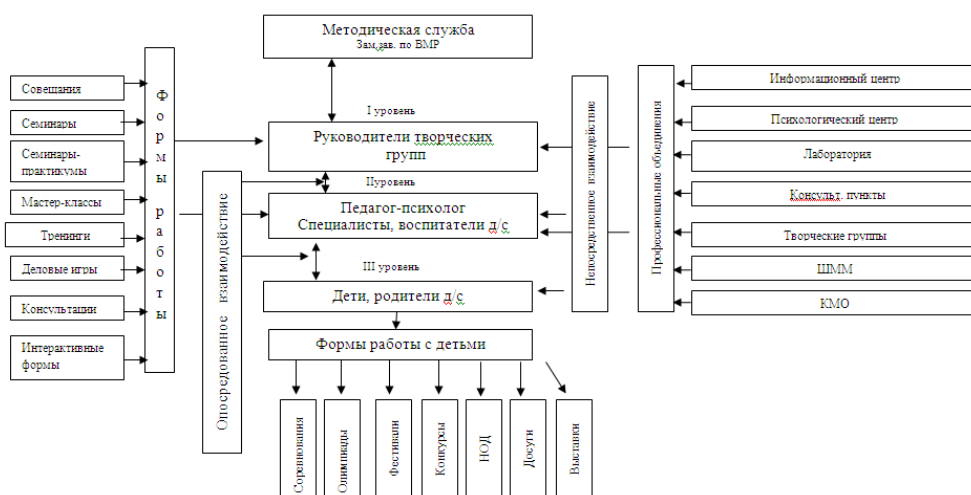 Методическая служба
Зам,зав. по ВМР
I уровень
Руководители творческих
групп
IIуровень
Педагог-психолог
Специалисты, воспитатели д/с
III уровень
Дети, родители д/с
Формы работы с детьми
Соревнования
Олимпиады
Фестивали
Конкурсы
НОД
Досуги
Выставки
Совещания
Семинары
Семинары-
практикумы
Мастер-классы
Тренинги
Деловые игры
Консультации
Интерактивные
формы
Формы работы
Опосредованное взаимодействие
Непосредственное взаимодействие
Профессиональные объединения
Информационный центр
Психологический центр
Лаборатория
Консульт. пункты
Творческие группы
ШММ
КМО